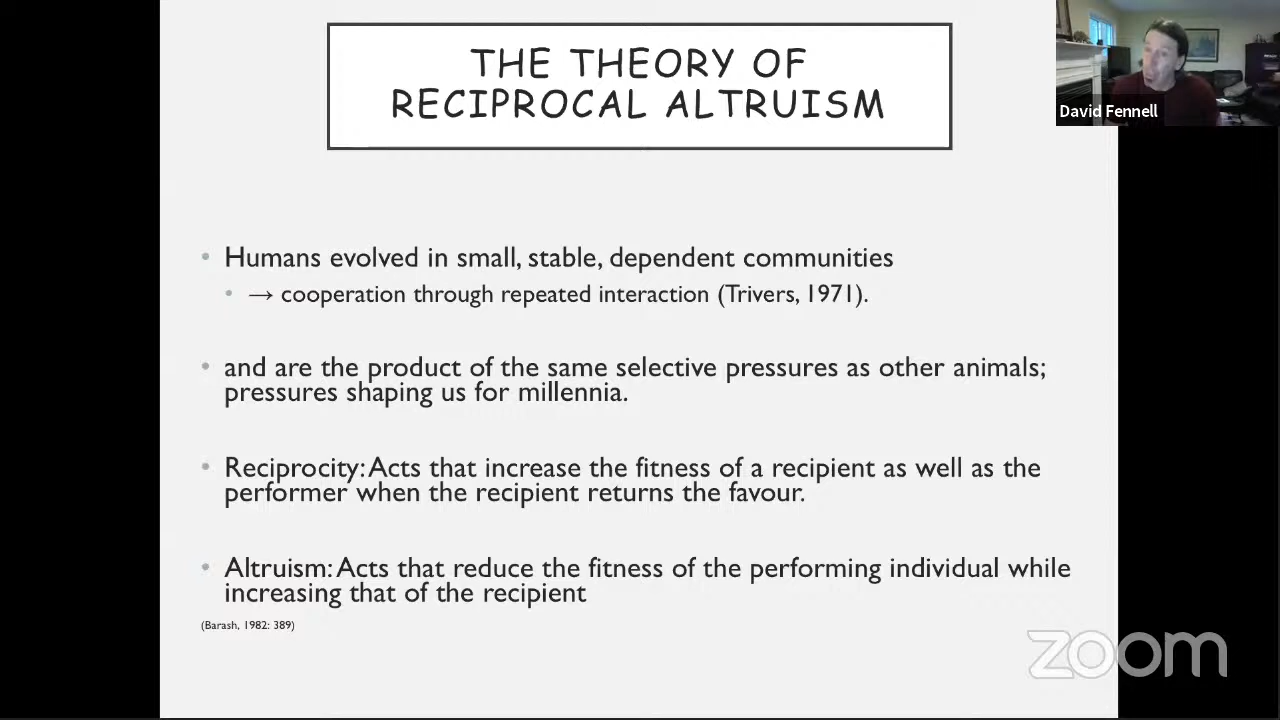 THE THEORY OF
RECIPROCAL ALTRUISM
David Fennell
• Humans evolved in small, stable, dependent communities
• → cooperation through repeated interaction (Trivers, 1971).
• and are the product of the same selective pressures as other animals;
pressures shaping us for millennia.
• Reciprocity: Acts that increase the fitness of a recipient as well as the
performer when the recipient returns the favour.
• Altruism: Acts that reduce the fitness of the performing individual while
increasing that of the recipient
(Barash, 1982: 389)
zoom